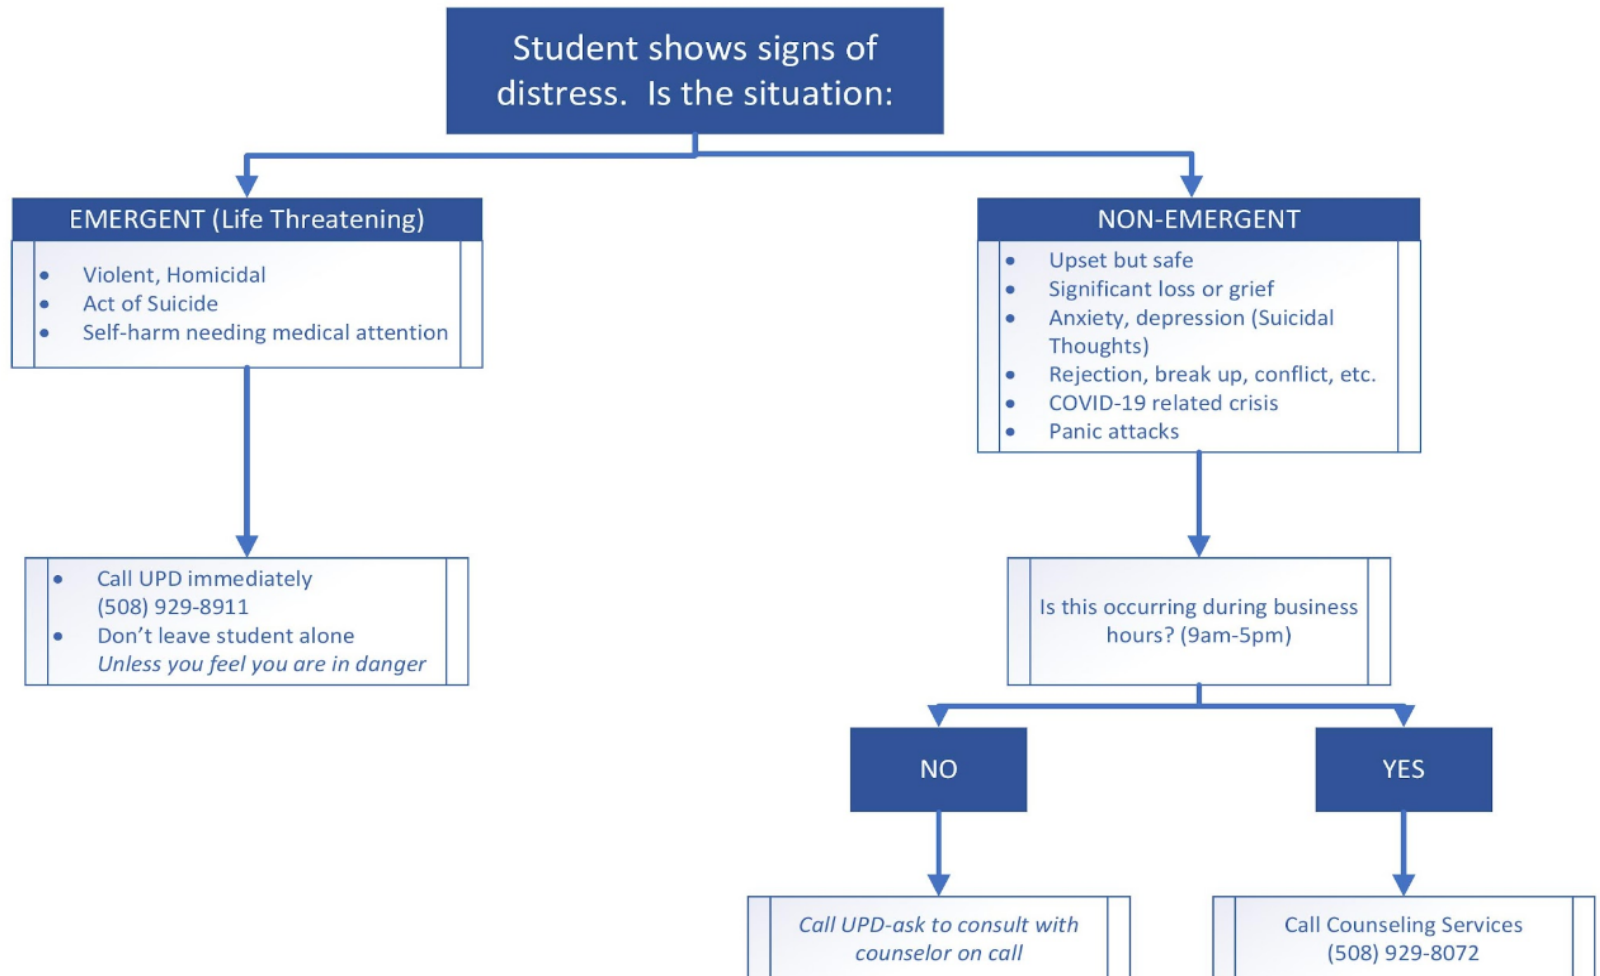 Student shows signs of
distress.  Is the situation:
EMERGENT (Life Threatening)
• Violent, Homicidal
• Act of Suicide
• Self-harm needing medical attention
• Call UPD immediately
(508) 929-8911
• Don’t leave student alone
Unless you feel you are in danger
NON-EMERGENT
• Upset but safe
• Significant loss or grief
• Anxiety, depression (Suicidal
Thoughts)
• Rejection, break up, conflict, etc.
• COVID-19 related crisis
• Panic attacks
Is this occurring during business
hours? (9am-5pm)
NO
Call UPD-ask to consult with
counselor on call
YES
Call Counseling Services
(508) 929-8072